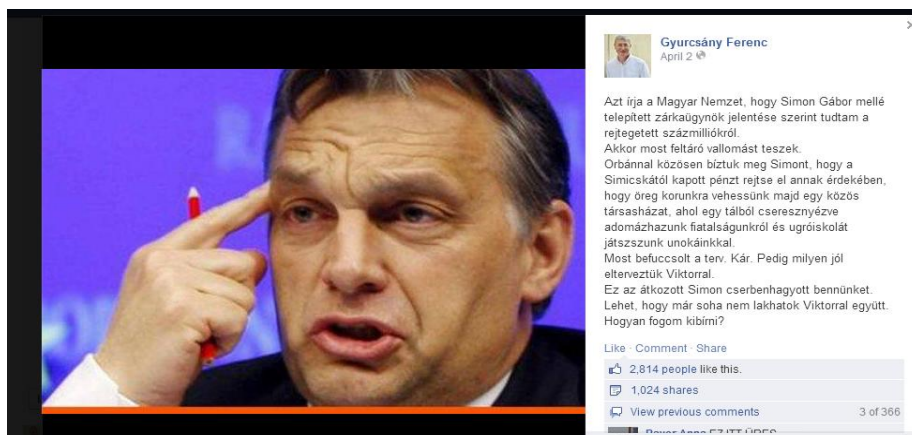 Gyurcsány Ferenc
April 2
Azt írja a Magyar Nemzet, hogy Simon Gábor mellé
telepített zárkaügynök jelentése szerint tudtam a
rejtegetett százmilliókról.
Akkor most feltáró vallomást teszek.
Orbánnal közösen bíztuk meg Simont, hogy a
Simicskától kapott pénzt rejtse el annak érdekében,
hogy öreg korunkra vehessünk majd egy közös
társasházat, ahol egy tálból cseresznyézve
adomázhazunk fiatalságunkról és ugróiskolát
játszszunk unokáinkkal.
Most befuccsolt a terv. Kár. Pedig milyen jól
elterveztük Viktorral.
Ez az átkozott Simon cserbenhagyott bennünket.
Lehet, hogy már soha nem lakhatok Viktorral együtt.
Hogyan fogom kibírni?
Like · Comment · Share
2,814 people like this.
1,024 shares
View previous comments 3 of 366